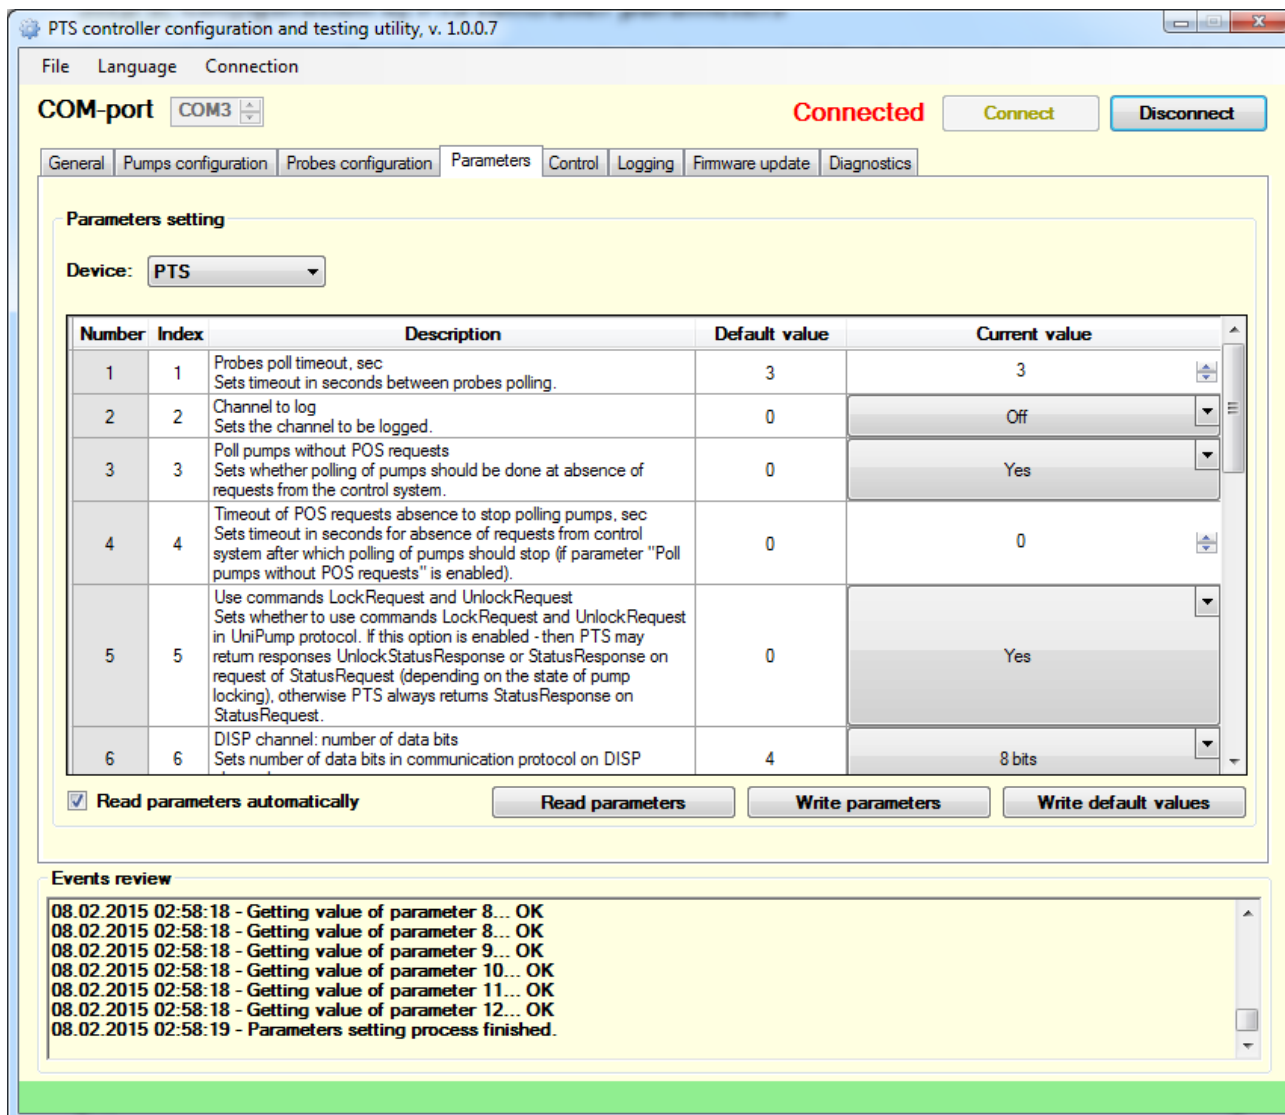 PTS controller configuration and testing utility, v. 1.0.0.7
File Language Connection
COM-port COM3 Connected Connect Disconnect
General Pumps configuration Probes configuration Parameters Control Logging Firmware update Diagnostics
Parameters setting
Device: PTS
Number Index Description Default value Current value
1 1 Probes poll timeout, sec 3 3
Sets timeout in seconds between probes polling.
2 2 Channel to log 0 Off
Sets the channel to be logged.
3 3 Poll pumps without POS requests 0 Yes
Sets whether polling of pumps should be done at absence of
requests from the control system.
4 4 Timeout of POS requests absence to stop polling pumps, sec 0 0
Sets timeout in seconds for absence of requests from control
system after which polling of pumps should stop (if parameter "Poll
pumps without POS requests" is enabled).
5 5 Use commands LockRequest and UnlockRequest 0 Yes
Sets whether to use commands LockRequest and UnlockRequest
in UniPump protocol. If this option is enabled - then PTS may
return responses UnlockStatusResponse or StatusResponse on
request of StatusRequest (depending on the state of pump
locking), otherwise PTS always returns StatusResponse on
StatusRequest.
6 6 DISP channel: number of data bits 4 8 bits
Sets number of data bits in communication protocol on DISP
Read parameters automatically Read parameters Write parameters Write default values
Events review
08.02.2015 02:58:18 - Getting value of parameter 8... OK
08.02.2015 02:58:18 - Getting value of parameter 8... OK
08.02.2015 02:58:18 - Getting value of parameter 9... OK
08.02.2015 02:58:18 - Getting value of parameter 10... OK
08.02.2015 02:58:18 - Getting value of parameter 11... OK
08.02.2015 02:58:18 - Getting value of parameter 12... OK
08.02.2015 02:58:19 - Parameters setting process finished.